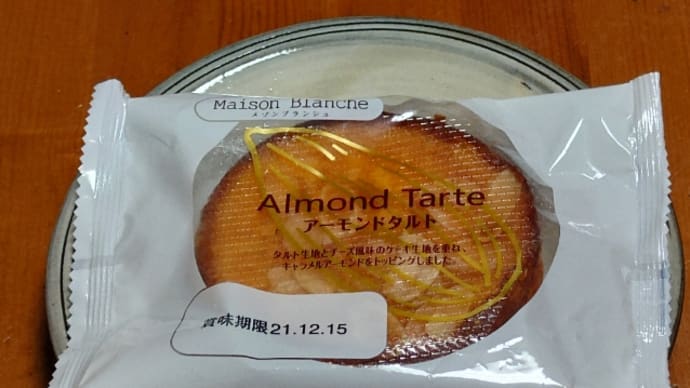 Maison Blanche
メゾンブランシュ
Almond Tarte
アーモンドタルト
タルト生地とチーズ風味のケーキ生地を重ね、
キャラメルアーモンドをトッピングしました。
賞味期限21.12.15